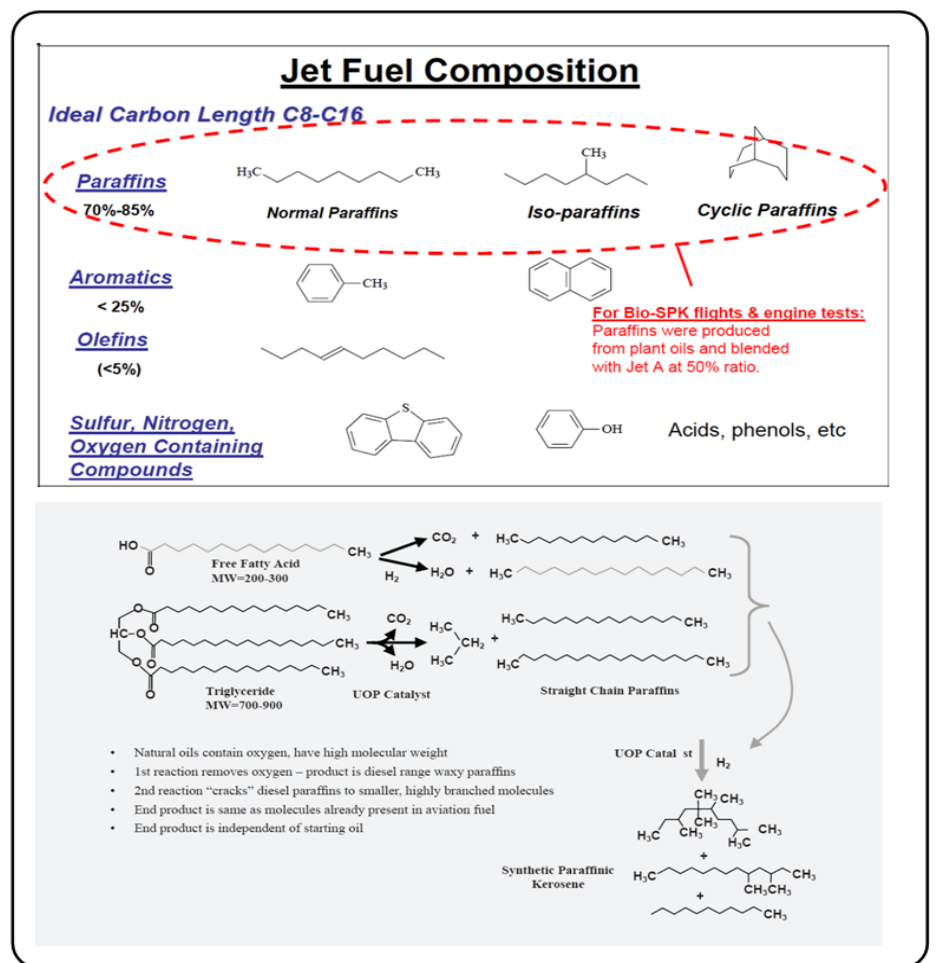 Jet Fuel Composition
Ideal Carbon Length C8-C16
CH3
H3C CH3
Paraffins
70%-85%
Normal Paraffins Iso-paraffins Cyclic Paraffins
Aromatics
< 25%
CH3
For Bio-SPK flights & engine tests:
Paraffins were produced
from plant oils and blended
with Jet A at 50% ratio.
Olefins
(<5%)
Sulfur, Nitrogen,
Oxygen Containing
Compounds
S
OH
Acids, phenols, etc
HO
O
CH3
Free Fatty Acid
MW=200-300
H2
CO2 + H3C CH3
H2O + H3C CH3
O
O
CH3
HC-O
O
CH3
O
O
CH3
Triglyceride
MW=700-900
CO2
H2O
UOP Catalyst
H3C
CH2 +
H3C
H3C CH3
H3C CH3
Straight Chain Paraffins
• Natural oils contain oxygen, have high molecular weight
• 1st reaction removes oxygen – product is diesel range waxy paraffins
• 2nd reaction “cracks” diesel paraffins to smaller, highly branched molecules
• End product is same as molecules already present in aviation fuel
• End product is independent of starting oil
UOP Catal st
H2
CH3 CH3
CH3
H3C CH3 H3C CH3
+
Synthetic Paraffinic
Kerosene
H3C CH3
CH3CH3
+
CH3